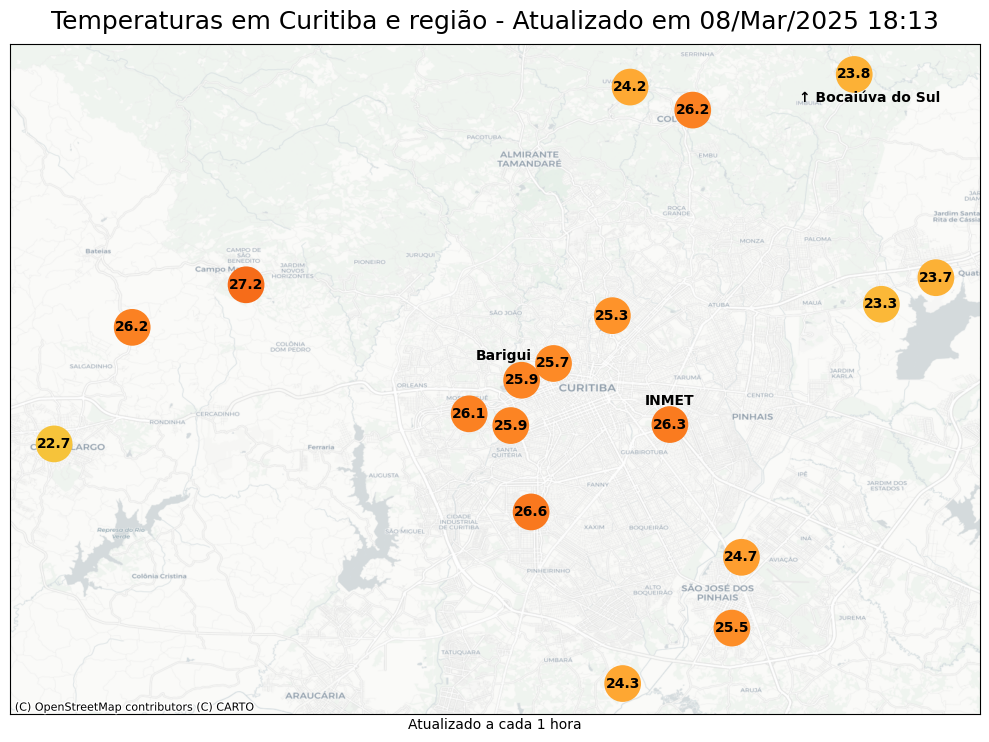 Temperaturas em Curitiba e região - Atualizado em 08/Mar/2025 18:13
SERRINHA
23.8
24.2
↑ Bocaiúva do Sul
26.2
PACOTUBA
ALMIRANTE
TAMANDARÉ
EMBU
ROÇA
GRANDE
Jardim Santa
Rita de Cássia
MONZA
PALOMA
Bateias
CAMPO DE
SÃO
BENEDITO
JURUQUI
PIONEIRO
JARDIM
NOVOS
HORIZONTES
Campo
27.2
23.7
23.3
MAUÁ
ATUBA
SÃO JOÃO
25.3
26.2
COLÔNIA
DOM PEDRO
Barigui
25.7
SALGADINHO
25.9
JARDIM
KARLA
TARUMÃ
ORLEANS
CURITIBA
CENTRO
INMET
26.1
CERCADINHO
PINHAIS
RONDINHA
25.9
26.3
22.7
LARGO
Ferraria
SANTA
QUITÉRIA
GUABIROTUBA
AUGUSTA
IPÊ
FANNY
JARDIM DOS
ESTADOS I
26.6
CIDADE
INDUSTRIAL
DE CURITIBA
Represa do Rio
Verde
SÃO MIGUEL
XAXIM
BOQUEIRÃO
INÁ
24.7
AVIAÇÃO
PINHEIRINHO
Colônia Cristina
ALTO
BOQUEIRÃO
SÃO JOSÉ DOS
PINHAIS
JUREMA
25.5
TATUQUARA
UMBARÁ
24.3
ARUJÁ
ARAUCÁRIA
(C) OpenStreetMap contributors (C) CARTO
Atualizado a cada 1 hora